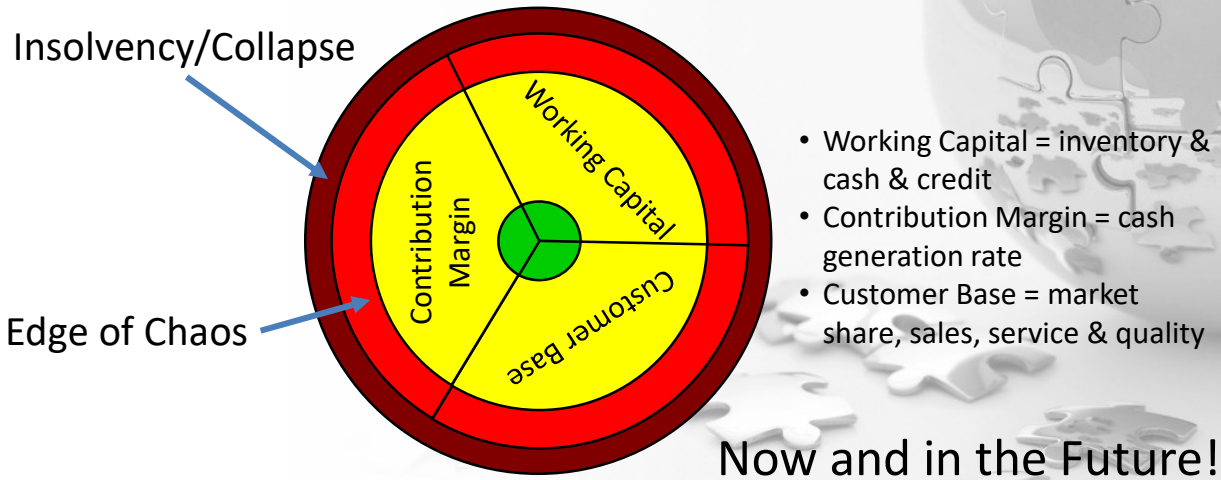 Insolvency/Collapse
Working Capital
Contribution
Margin
Customer Base
Edge of Chaos
• Working Capital = inventory &
cash & credit
• Contribution Margin = cash
generation rate
• Customer Base = market
share, sales, service & quality
Now and in the Future!